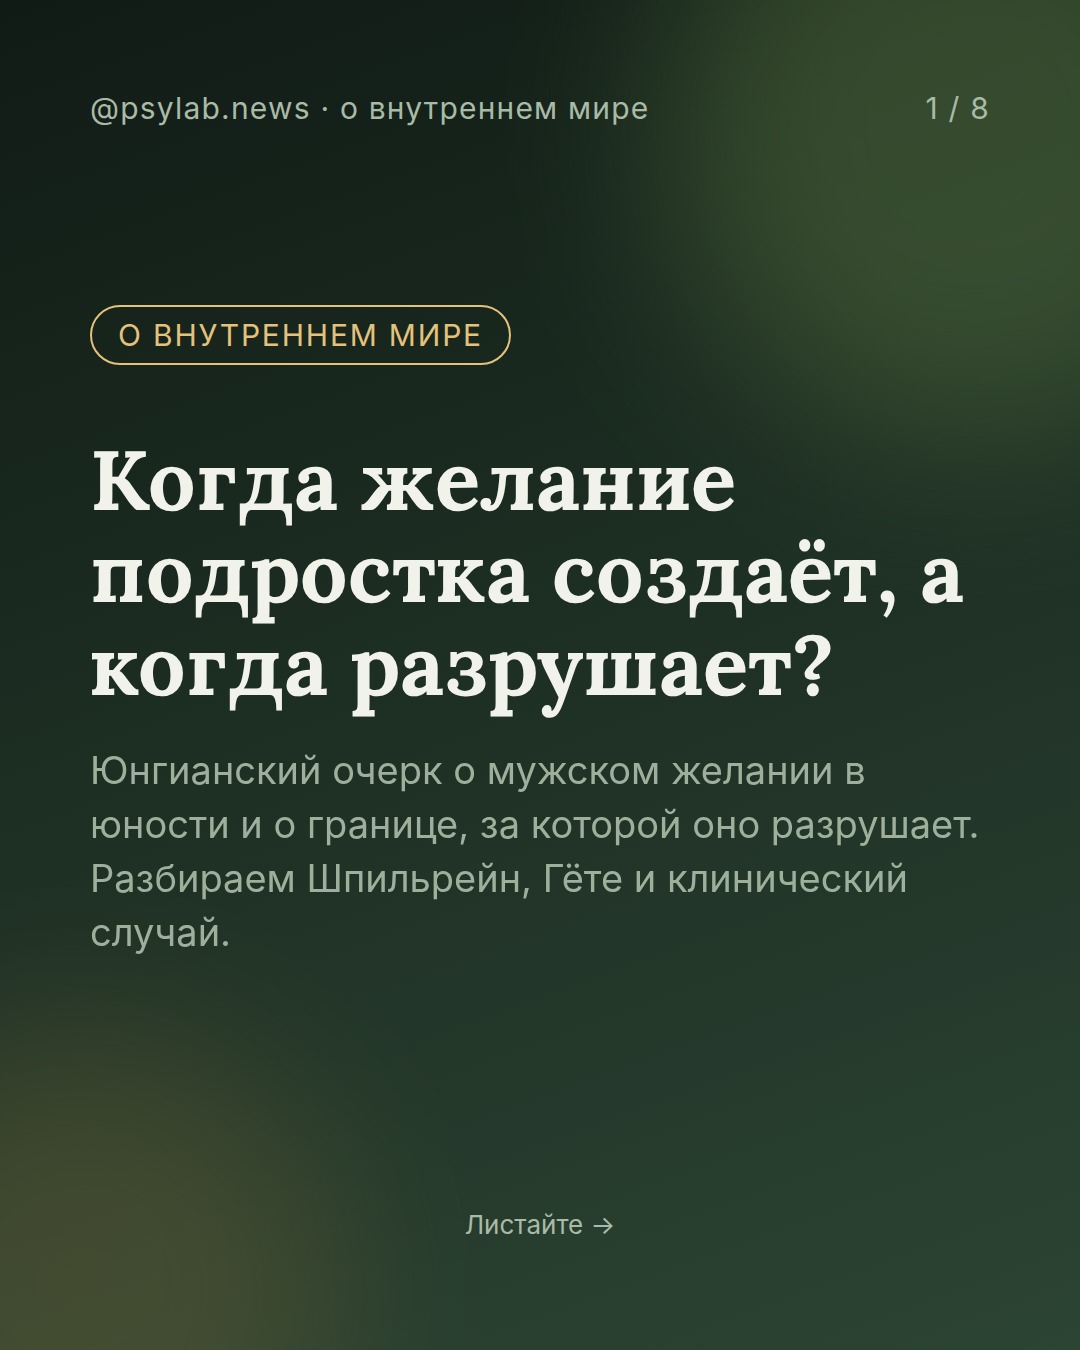 @psylab.news · о внутреннем мире
1 / 8
О ВНУТРЕННЕМ МИРЕ
Когда желание
подростка создаёт, а
когда разрушает?
Юнгианский очерк о мужском желании в
юности и о границе, за которой оно разрушает.
Разбираем Шпильрейн, Гёте и клинический
случай.
Листайте →